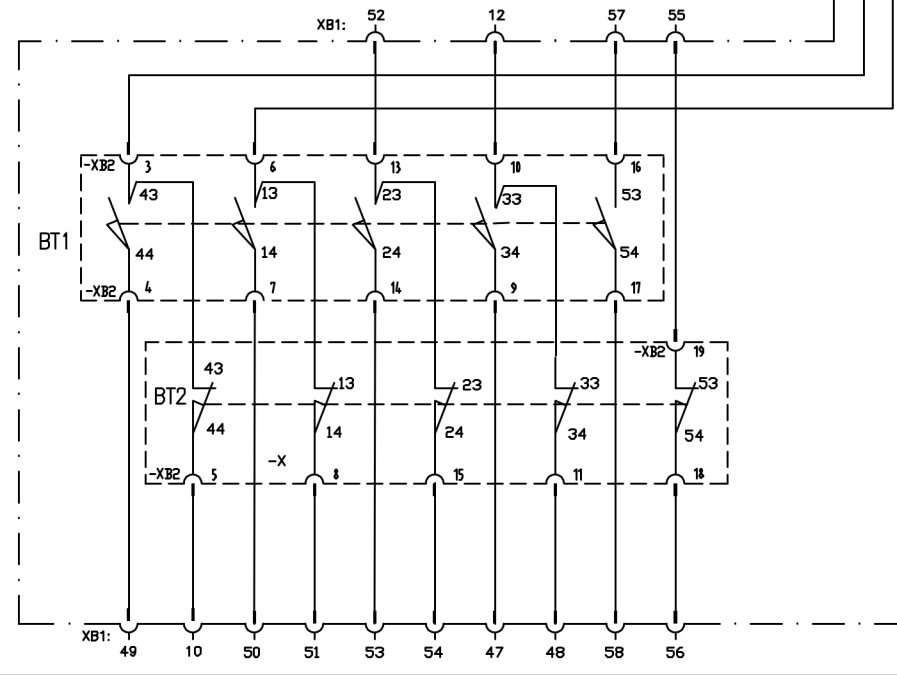 52 12 57 55
XB1:
-XB2 3 6 13 10 16
43 13 23 33 53
BT1
44 14 24 34 54
-XB2 4 7 14 9 17
-XB2 19
43 13 23 33 53
BT2
44 14 24 34 54
-X
-XB2 5 8 15 11 18
XB1:
49 10 50 51 53 54 47 48 58 56